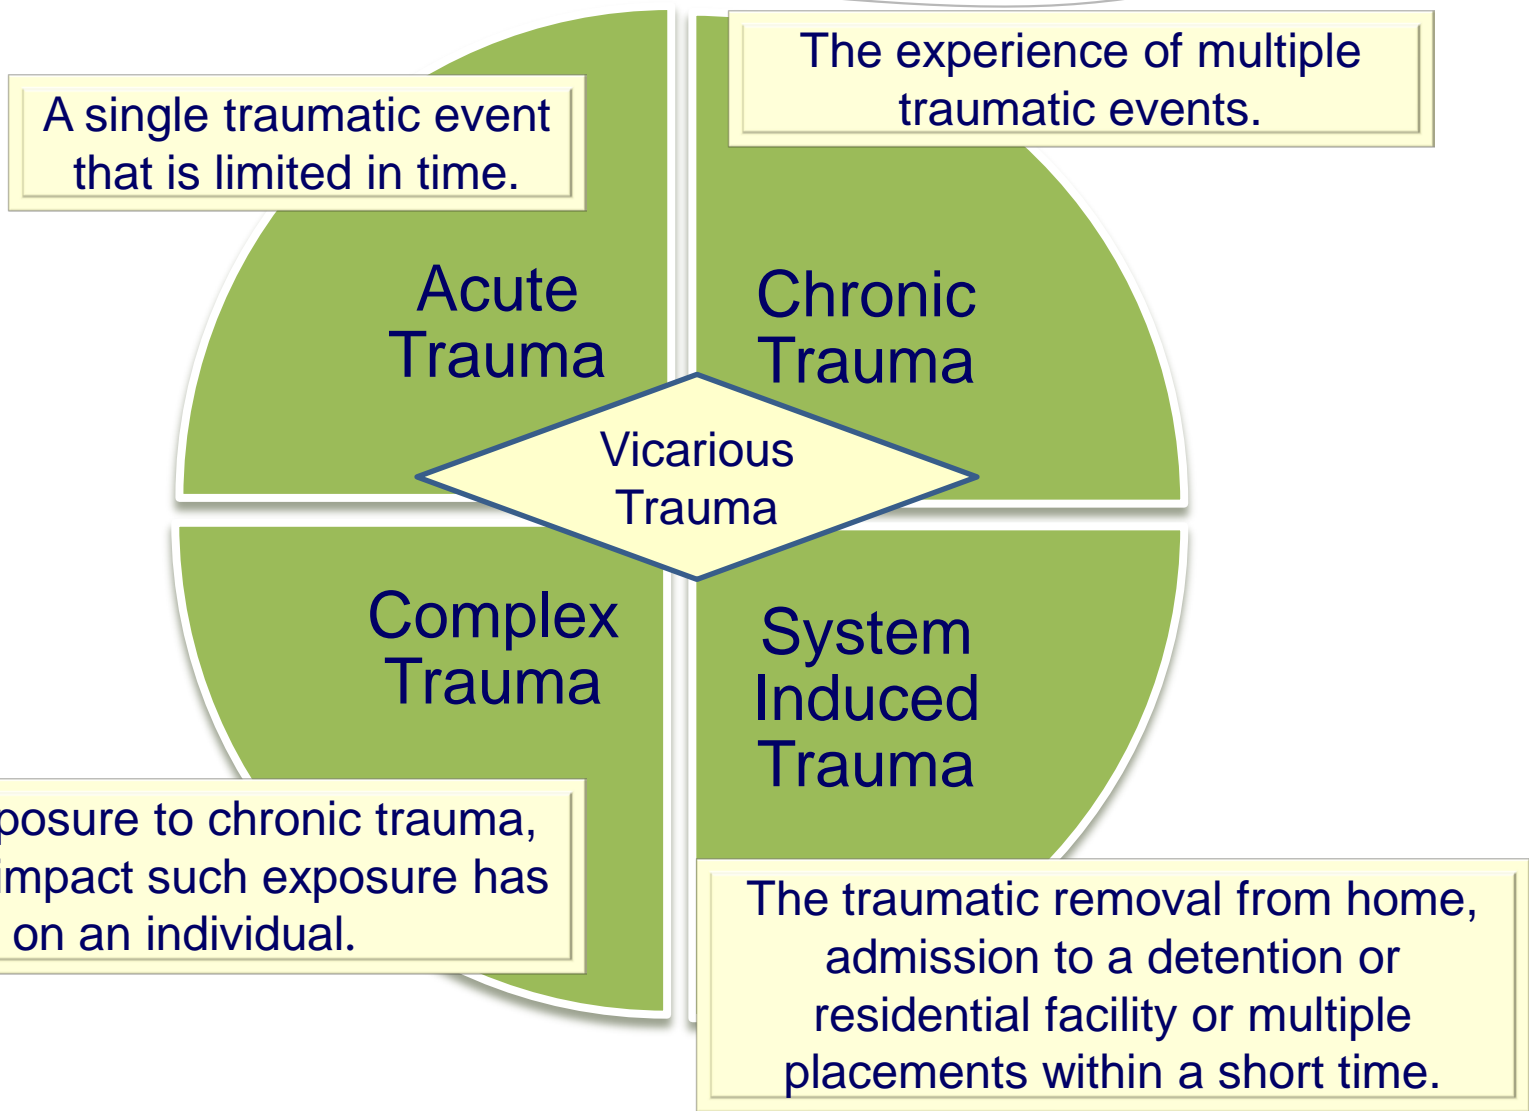 A single traumatic event
that is limited in time.
The experience of multiple
traumatic events.
Acute
Trauma
Chronic
Trauma
Vicarious
Trauma
Complex
Trauma
System
Induced
Trauma
to chronic trauma,
impact such exposure has
on an individual.
The traumatic removal from home,
admission to a detention or
residential facility or multiple
placements within a short time.